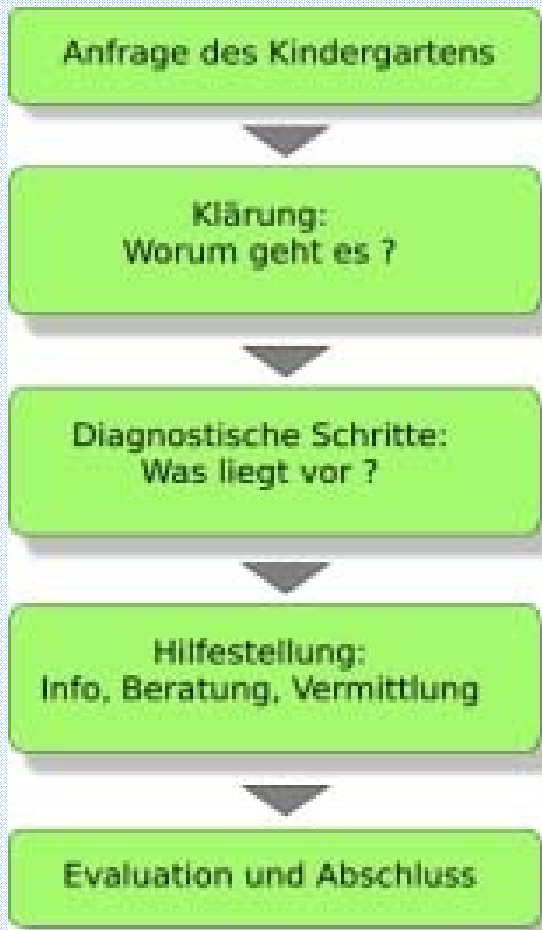 Anfrage des Kindergartens
Klärung:
Worum geht es ?
Diagnostische Schritte:
Was liegt vor ?
Hilfestellung:
Info, Beratung, Vermittlung
Evaluation und Abschluss